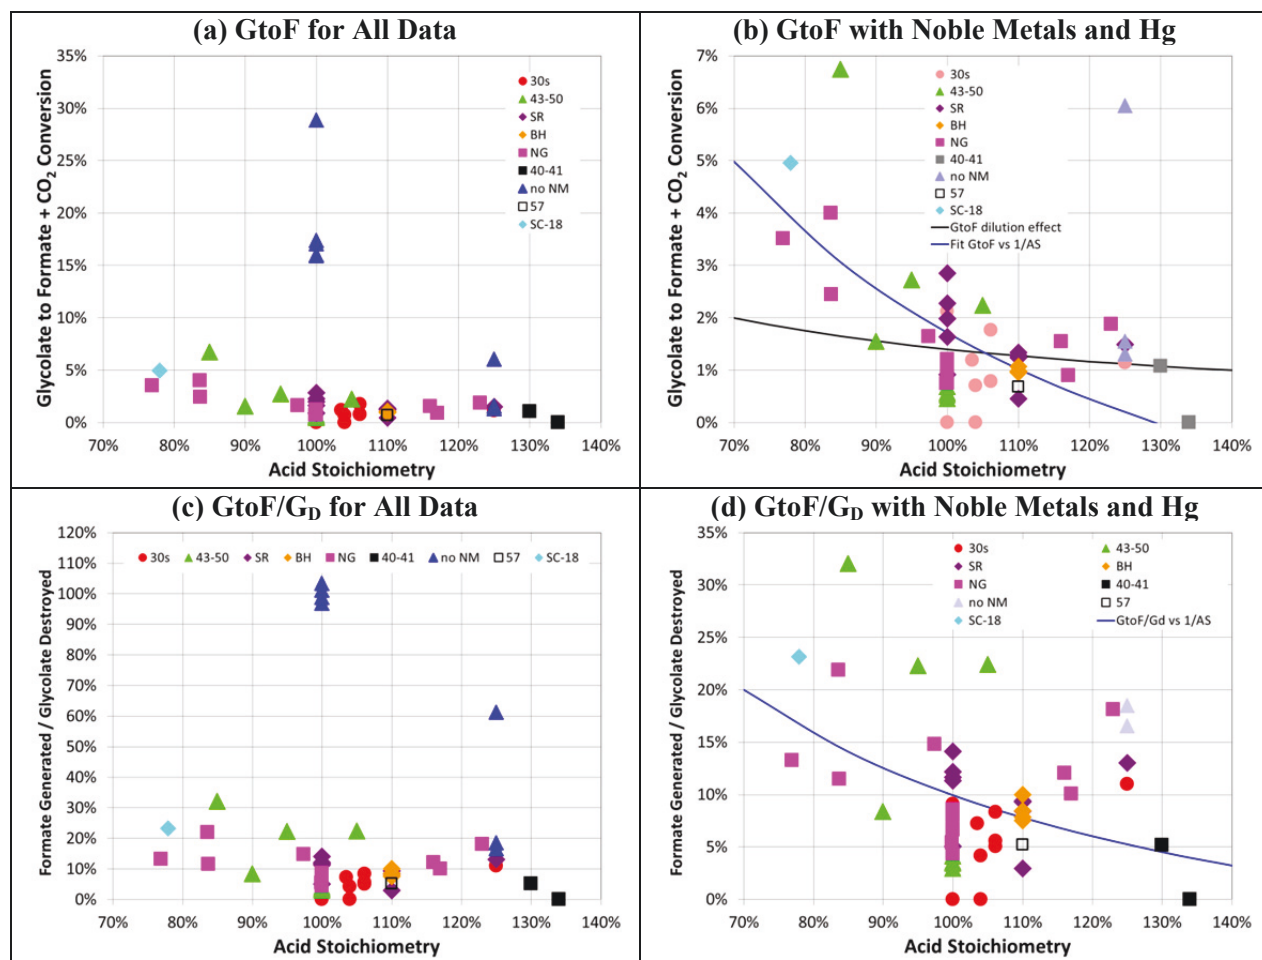 (a) GtoF for All Data
35%
30%
25%
20%
15%
10%
5%
0%
70% 80% 90% 100% 110% 120% 130% 140%
Glycolate to Formate + CO₂ Conversion
Acid Stoichiometry
30s
43-50
SR
BH
NG
40-41
no NM
57
SC-18
(b) GtoF with Noble Metals and Hg
7%
6%
5%
4%
3%
2%
1%
0%
70% 80% 90% 100% 110% 120% 130% 140%
Glycolate to Formate + CO₂ Conversion
Acid Stoichiometry
30s
43-50
SR
BH
NG
40-41
no NM
57
SC-18
GtoF dilution effect
Fit GtoF vs 1/AS
(c) GtoF/G_D for All Data
120%
110%
100%
90%
80%
70%
60%
50%
40%
30%
20%
10%
0%
70% 80% 90% 100% 110% 120% 130% 140%
Formate Generated / Glycolate Destroyed
Acid Stoichiometry
30s 43-50 SR BH NG 40-41 no NM 57 SC-18
(d) GtoF/G_D with Noble Metals and Hg
35%
30%
25%
20%
15%
10%
5%
0%
70% 80% 90% 100% 110% 120% 130% 140%
Formate Generated / Glycolate Destroyed
Acid Stoichiometry
30s 43-50
SR BH
NG 40-41
no NM 57
SC-18 GtoF/Gd vs 1/AS